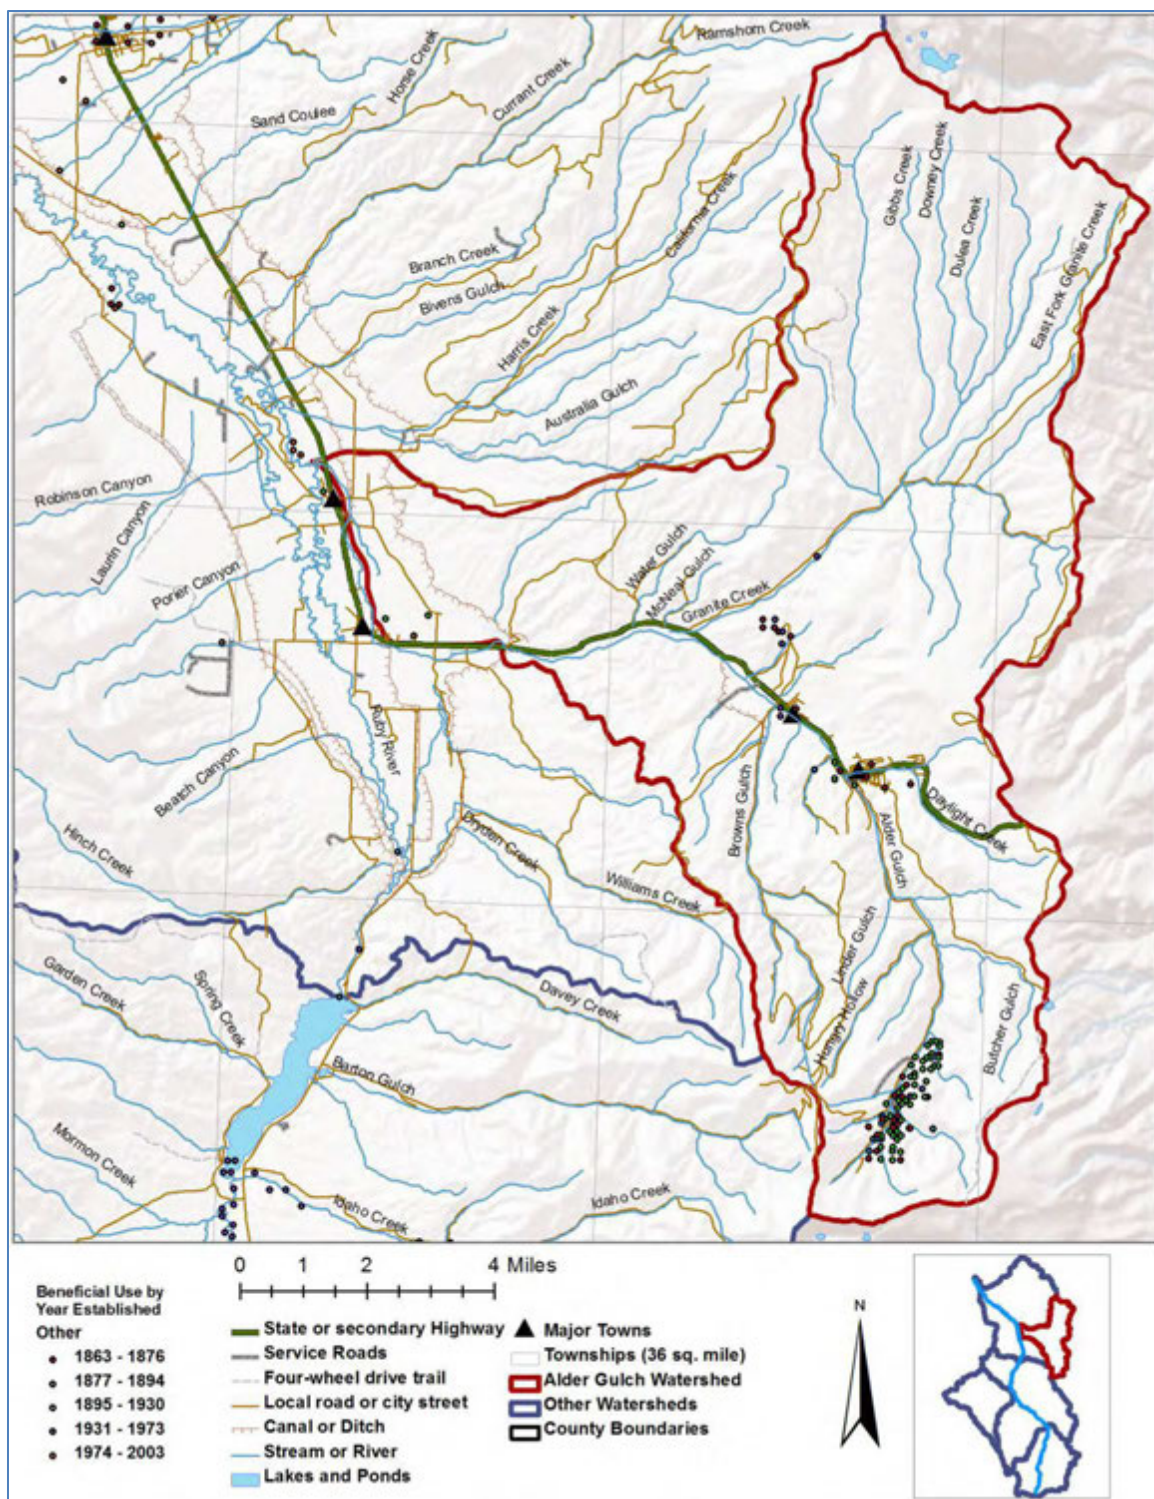 Ramshorn Creek
Horse Creek
Currant Creek
Sand Coulee
Gibbs Creek
Downey Creek
California Creek
Dulea Creek
East Fork Granite Creek
Branch Creek
Bivens Gulch
Harris Creek
Australia Gulch
Robinson Canyon
Laurin Canyon
Water Gulch
McNeal Gulch
Porier Canyon
Granite Creek
Ruby River
Beatch Canyon
Browns Gulch
Daylight Creek
Alder Gulch
Hinch Creek
Dryden Creek
Williams Creek
Linder Gulch
Garden Creek
Spring Creek
Davey Creek
Hungry Hollow
Butcher Gulch
Barton Gulch
Mormon Creek
Idaho Creek
Idaho Creek
0 2 4 Miles
Beneficial Use by
Year Established
Other
1863 - 1876
1877 - 1894
1895 - 1930
1931 - 1973
1974 - 2003
State or secondary Highway
Service Roads
Four-wheel drive trail
Local road or city street
Canal or Ditch
Stream or River
Lakes and Ponds
Major Towns
Townships (36 sq. mile)
Alder Gulch Watershed
Other Watersheds
County Boundaries
N